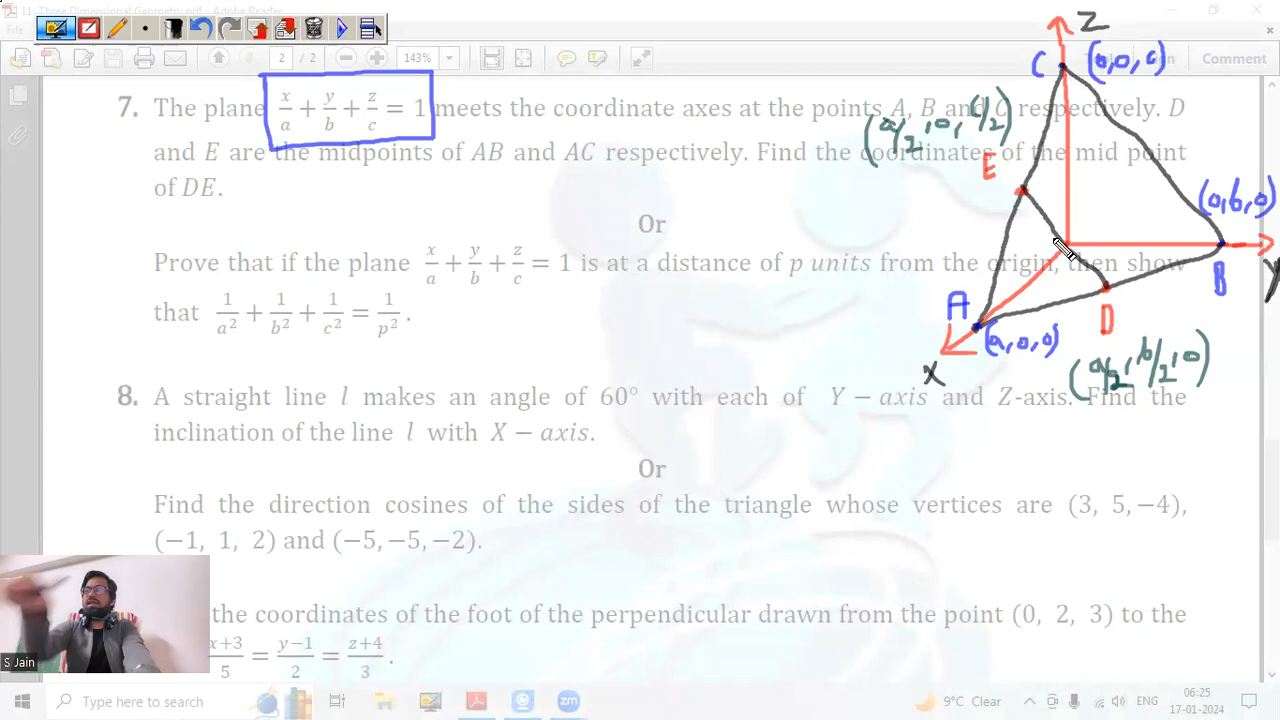 11. Three Dimensional Geometry.pdf - Adobe Reader
File
2 / 2
143%
Comment
7. The plane x/a + y/b + z/c = 1 meets the coordinate axes at the points A, B and C respectively. D
and E are the midpoints of AB and AC respectively. Find the coordinates of the mid point
of DE.
Or
Prove that if the plane x/a + y/b + z/c = 1 is at a distance of p units from the origin, then show
that 1/a² + 1/b² + 1/c² = 1/p².
8. A straight line l makes an angle of 60° with each of Y − axis and Z-axis. Find the
inclination of the line l with X − axis.
Or
Find the direction cosines of the sides of the triangle whose vertices are (3, 5, −4),
(−1, 1, 2) and (−5, −5, −2).
the coordinates of the foot of the perpendicular drawn from the point (0, 2, 3) to the
x+3/5 = y−1/2 = z+4/3.
Z
C (0,0,c)
(a/2, 0, c/2)
E
(0,b,0)
B
Y
A
(a,0,0)
D
X
(a/2, b/2, 0)
S Jain
Type here to search
9°C Clear
ENG
06:25
17-01-2024